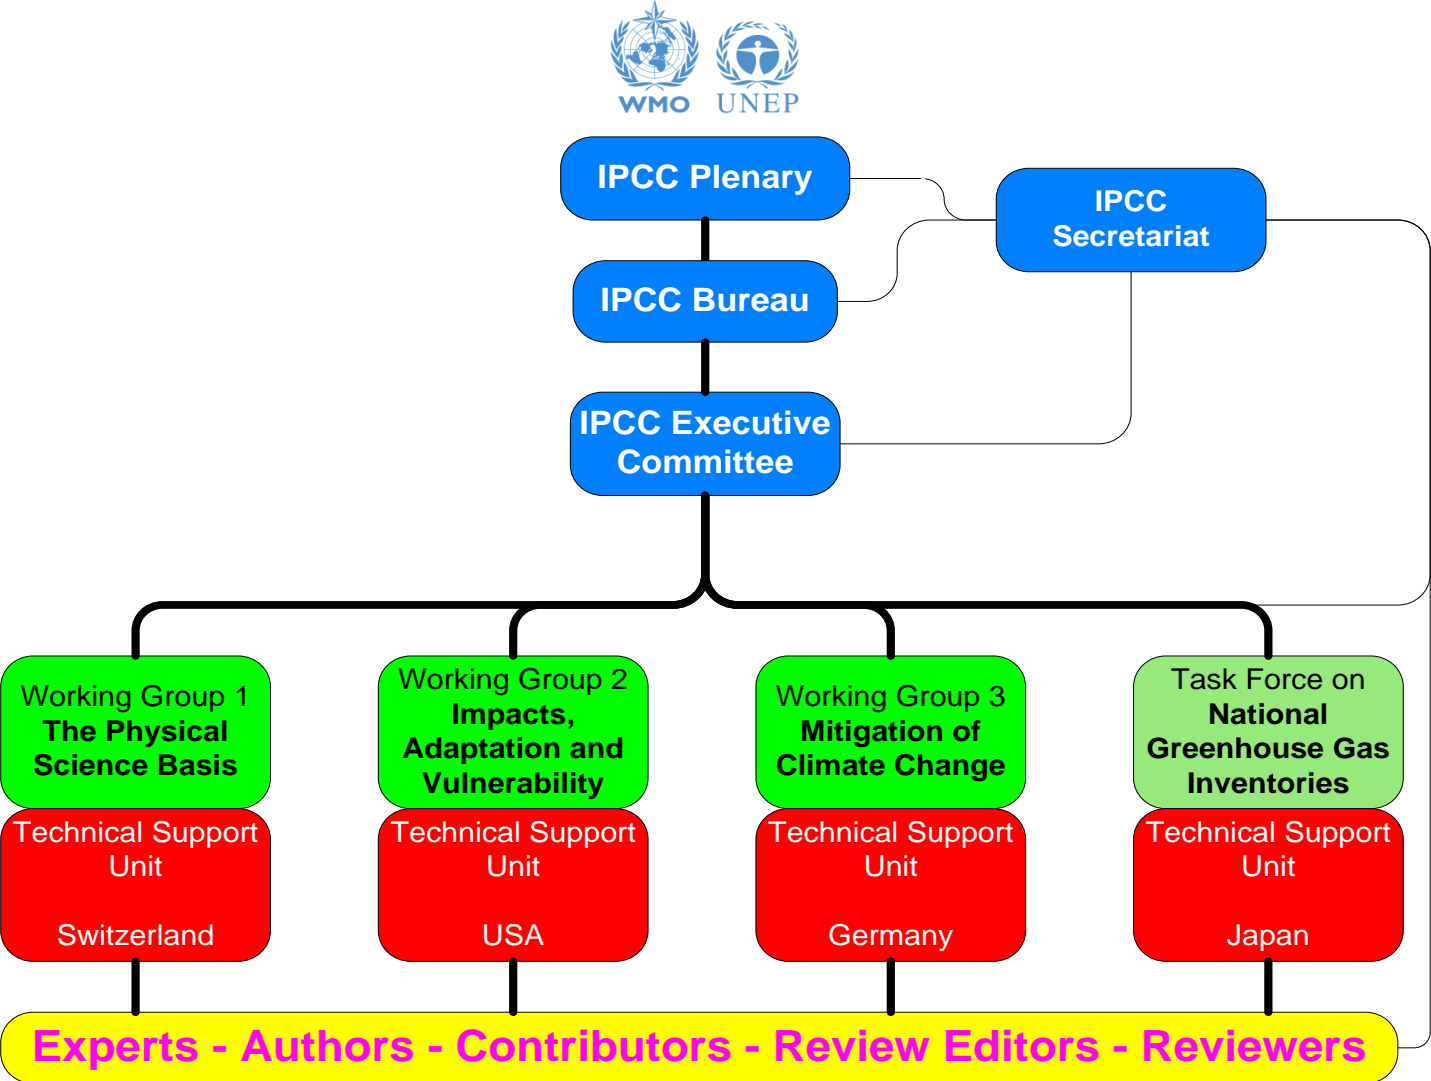 WMO UNEP
IPCC Plenary
IPCC
Secretariat
IPCC Bureau
IPCC Executive
Committee
Working Group 1
The Physical
Science Basis
Technical Support
Unit
Switzerland
Working Group 2
Impacts,
Adaptation and
Vulnerability
Technical Support
Unit
USA
Working Group 3
Mitigation of
Climate Change
Technical Support
Unit
Germany
Task Force on
National
Greenhouse Gas
Inventories
Technical Support
Unit
Japan
Experts - Authors - Contributors - Review Editors - Reviewers